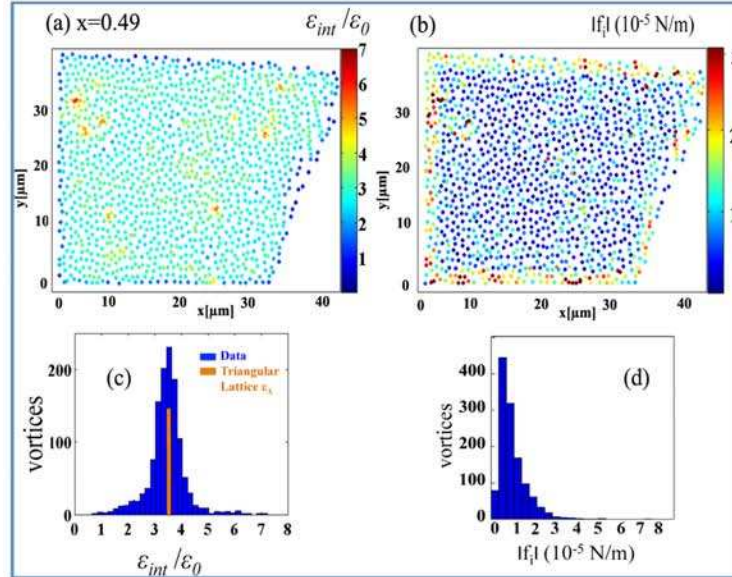 (a) x=0.49
ε_int/ε_0
7
6
5
4
3
2
1
y[µm]
30
20
10
0
0 10 20 30 40
x[µm]
(b)
|f_i| (10^-5 N/m)
2
1
y[µm]
30
20
10
0
0 10 20 30 40
x[µm]
(c)
Data
Triangular
Lattice ε_x
vortices
200
100
0
0 1 2 3 4 5 6 7 8
ε_int/ε_0
(d)
vortices
400
300
200
100
0
0 1 2 3 4 5 6 7 8
|f_i| (10^-5 N/m)